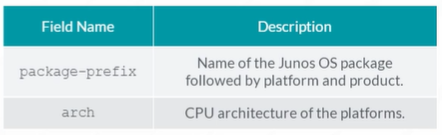 Field Name Description
package-prefix Name of the Junos OS package
followed by platform and product.
arch CPU architecture of the platforms.